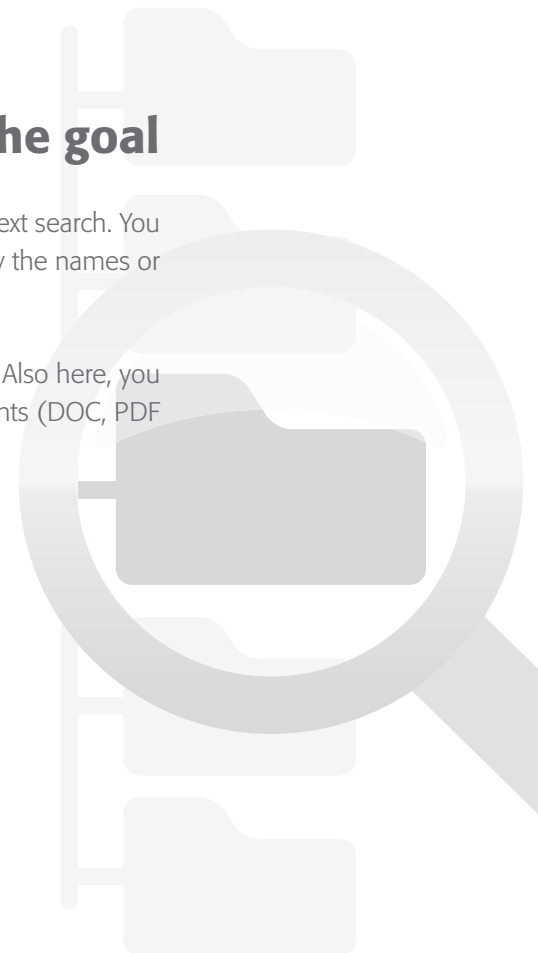 he goal
ext search. You
the names or
Also here, you
nts (DOC, PDF